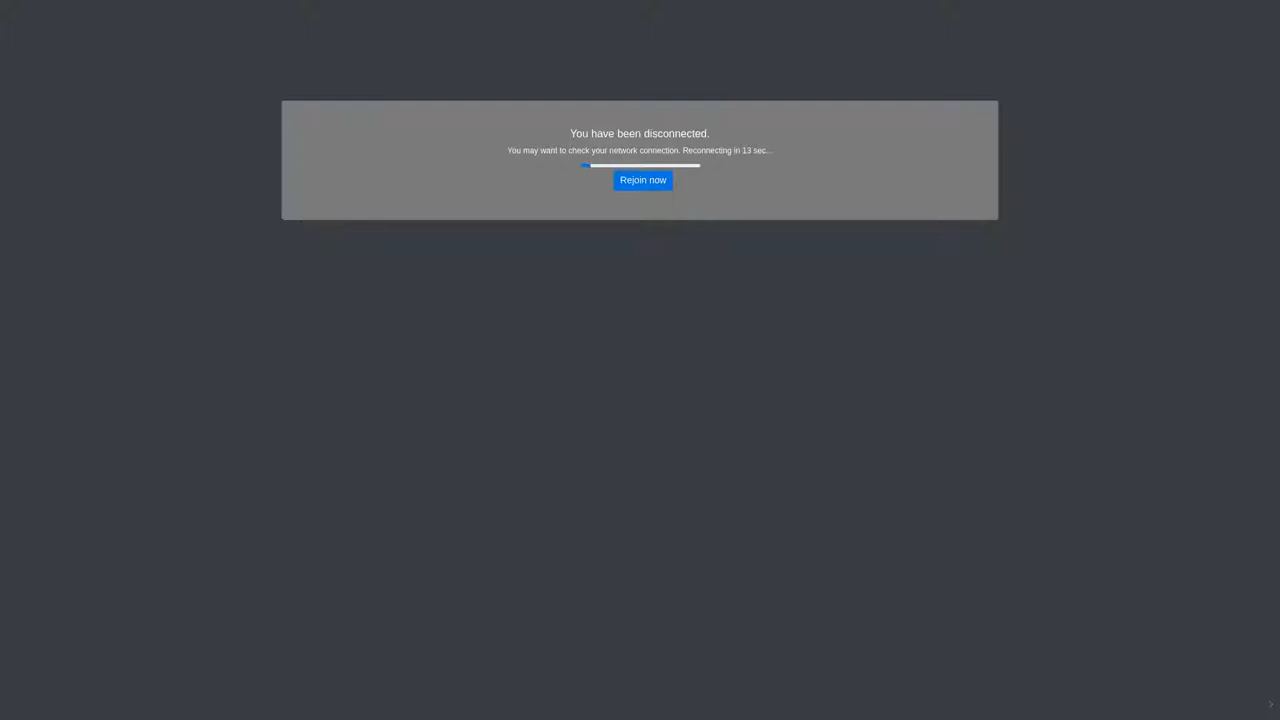 You have been disconnected.
You may want to check your network connection. Reconnecting in 13 sec...
Rejoin now